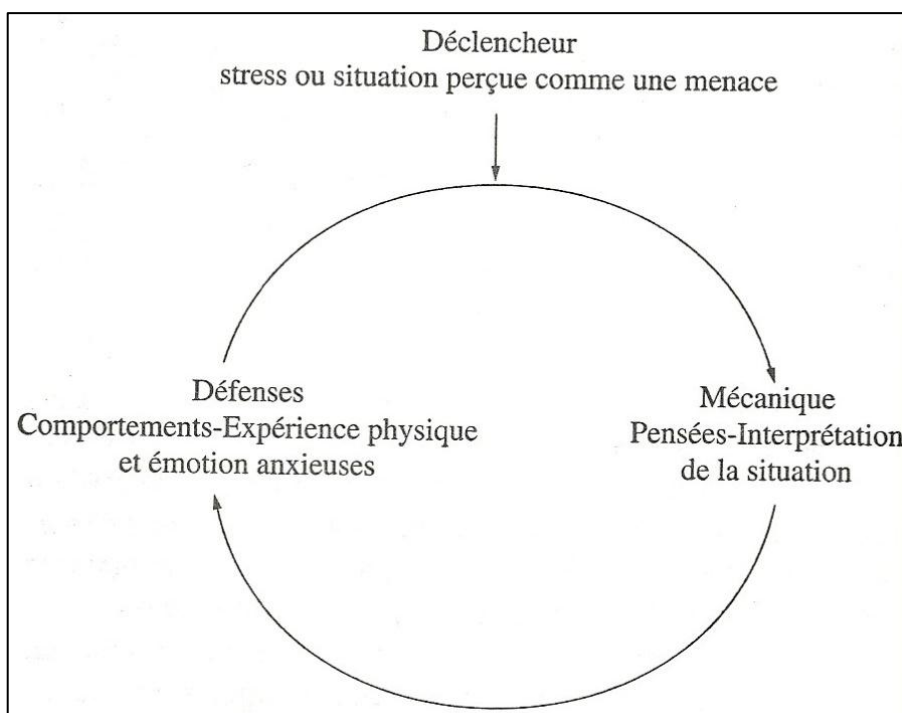 Déclencheur
stress ou situation perçue comme une menace
Défenses
Comportements-Expérience physique
et émotion anxieuses
Mécanique
Pensées-Interprétation
de la situation